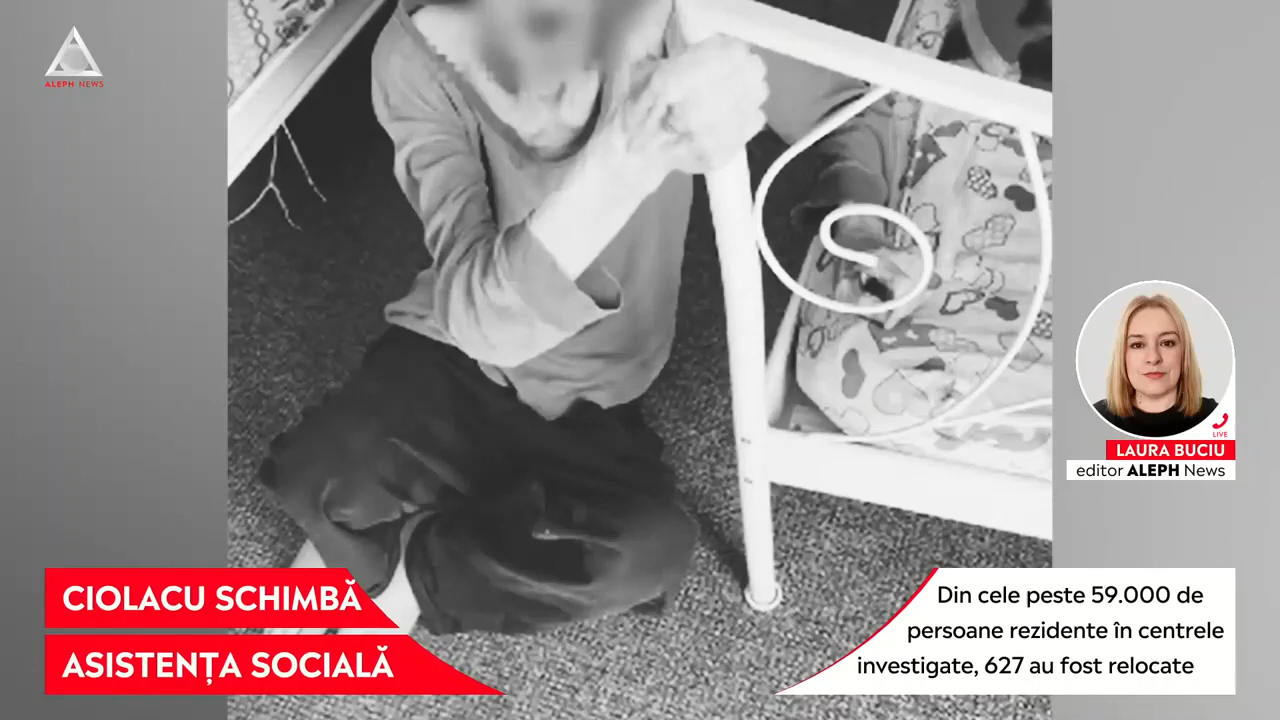 ALEPH NEWS
LIVE
LAURA BUCIU
editor ALEPH News
CIOLACU SCHIMBĂ
ASISTENȚA SOCIALĂ
Din cele peste 59.000 de
persoane rezidente în centrele
investigate, 627 au fost relocate